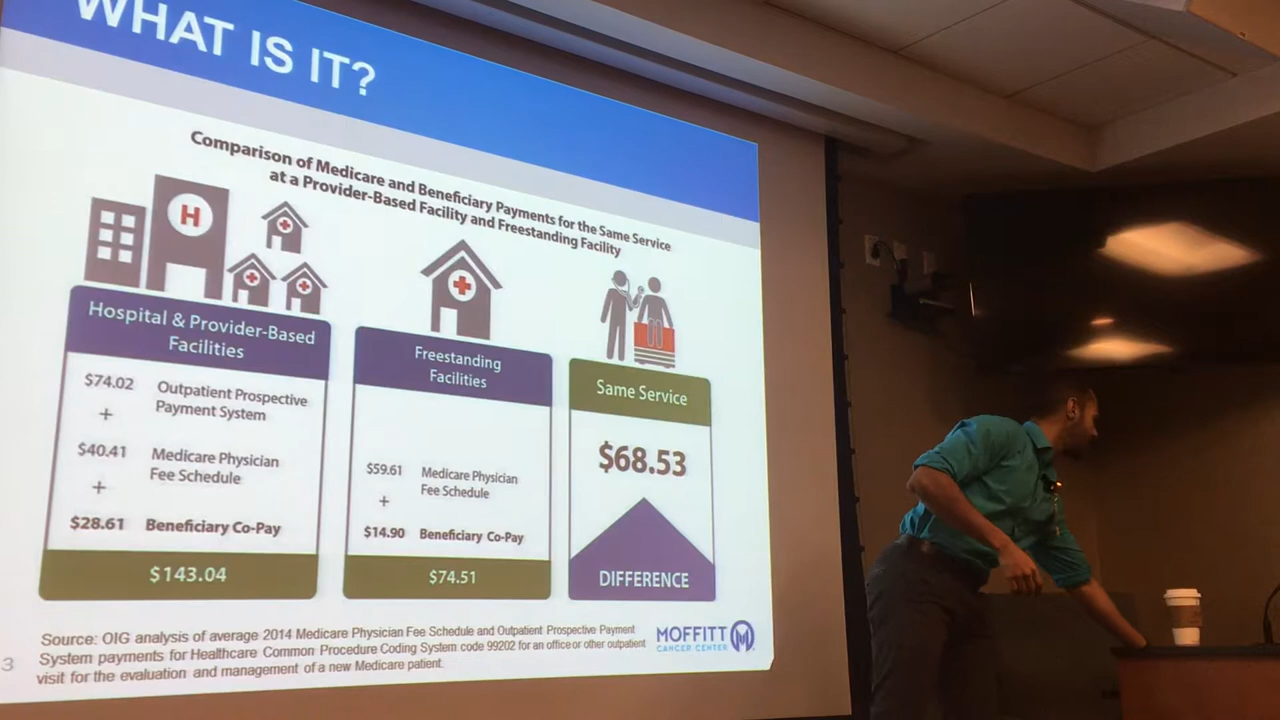 WHAT IS IT?
Comparison of Medicare and Beneficiary Payments for the Same Service
at a Provider-Based Facility and Freestanding Facility
H
Hospital & Provider-Based
Facilities
$74.02 Outpatient Prospective
Payment System
+
$40.41 Medicare Physician
Fee Schedule
+
$28.61 Beneficiary Co-Pay
$143.04
Freestanding
Facilities
$59.61 Medicare Physician
Fee Schedule
+
$14.90 Beneficiary Co-Pay
$74.51
Same Service
$68.53
DIFFERENCE
Source: OIG analysis of average 2014 Medicare Physician Fee Schedule and Outpatient Prospective Payment
System payments for Healthcare Common Procedure Coding System code 99202 for an office or other outpatient
visit for the evaluation and management of a new Medicare patient.
MOFFITT
CANCER CENTER
M
3